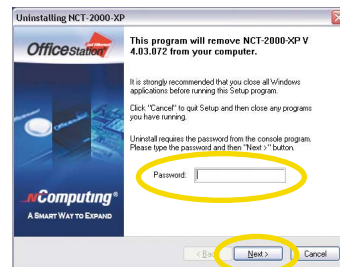 Uninstalling NCT-2000-XP
OfficeStation
This program will remove NCT-2000-XP V
4.03.072 from your computer.
It is strongly recommended that you close all Windows
applications before running this Setup program.
Click "Cancel" to quit Setup and then close any programs
you have running.
Uninstall requires the password from the console program.
Please type the password and then "Next >" button.
Password:
NComputing®
A SMART WAY TO EXPAND
< Back
Next >
Cancel